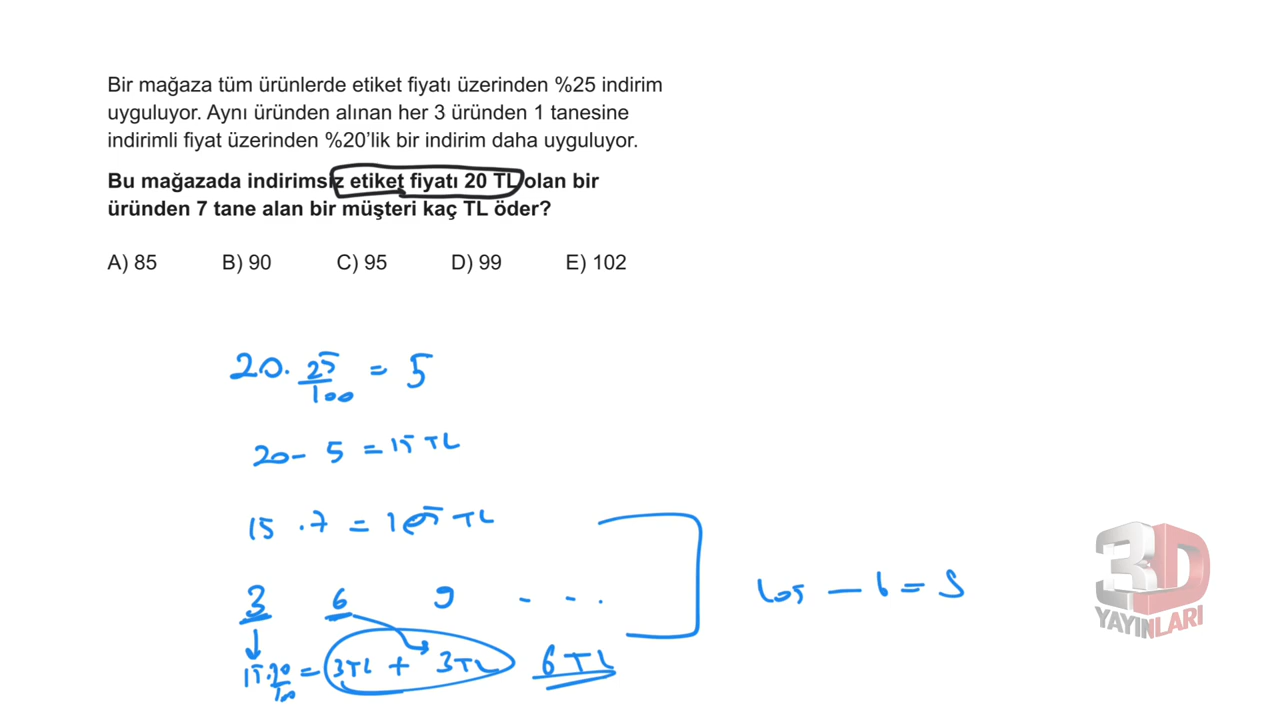 Bir mağaza tüm ürünlerde etiket fiyatı üzerinden %25 indirim
uyguluyor. Aynı üründen alınan her 3 üründen 1 tanesine
indirimli fiyat üzerinden %20'lik bir indirim daha uyguluyor.
Bu mağazada indirimsiz etiket fiyatı 20 TL olan bir
üründen 7 tane alan bir müşteri kaç TL öder?
A) 85 B) 90 C) 95 D) 99 E) 102
20. 25/100 = 5
20 - 5 = 15 TL
15 . 7 = 105 TL
3 6 9 - - .
105 - 6 = 9
15.20/100 = 3TL + 3TL 6 TL
3D
YAYINLARI